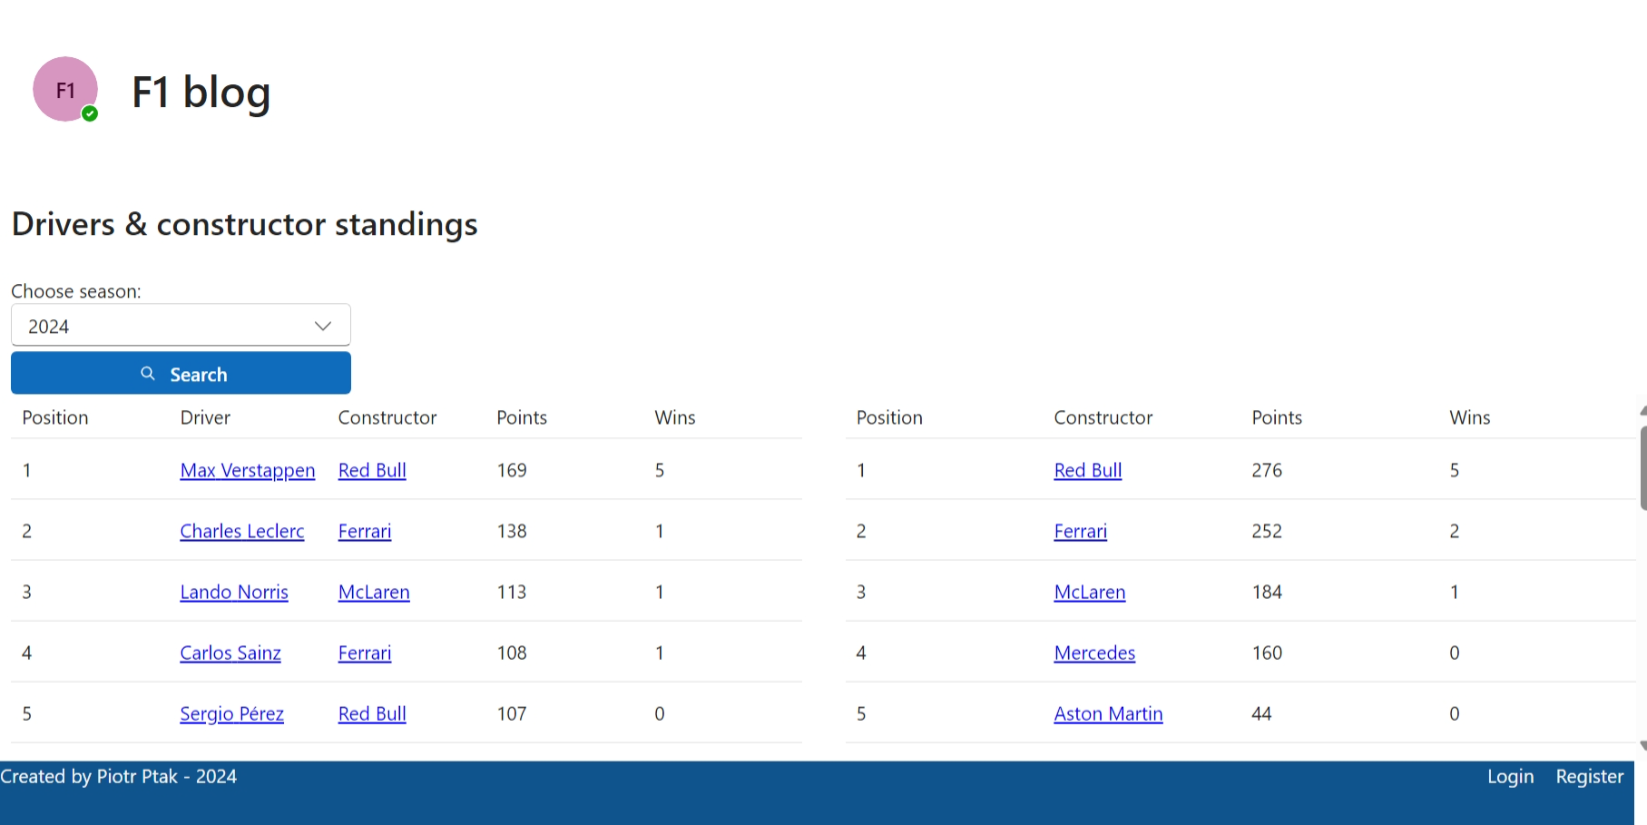 F1
F1 blog
Drivers & constructor standings
Choose season:
2024
Search
Position Driver Constructor Points Wins
1 Max Verstappen Red Bull 169 5
2 Charles Leclerc Ferrari 138 1
3 Lando Norris McLaren 113 1
4 Carlos Sainz Ferrari 108 1
5 Sergio Pérez Red Bull 107 0
Position Constructor Points Wins
1 Red Bull 276 5
2 Ferrari 252 2
3 McLaren 184 1
4 Mercedes 160 0
5 Aston Martin 44 0
Created by Piotr Ptak - 2024
Login Register